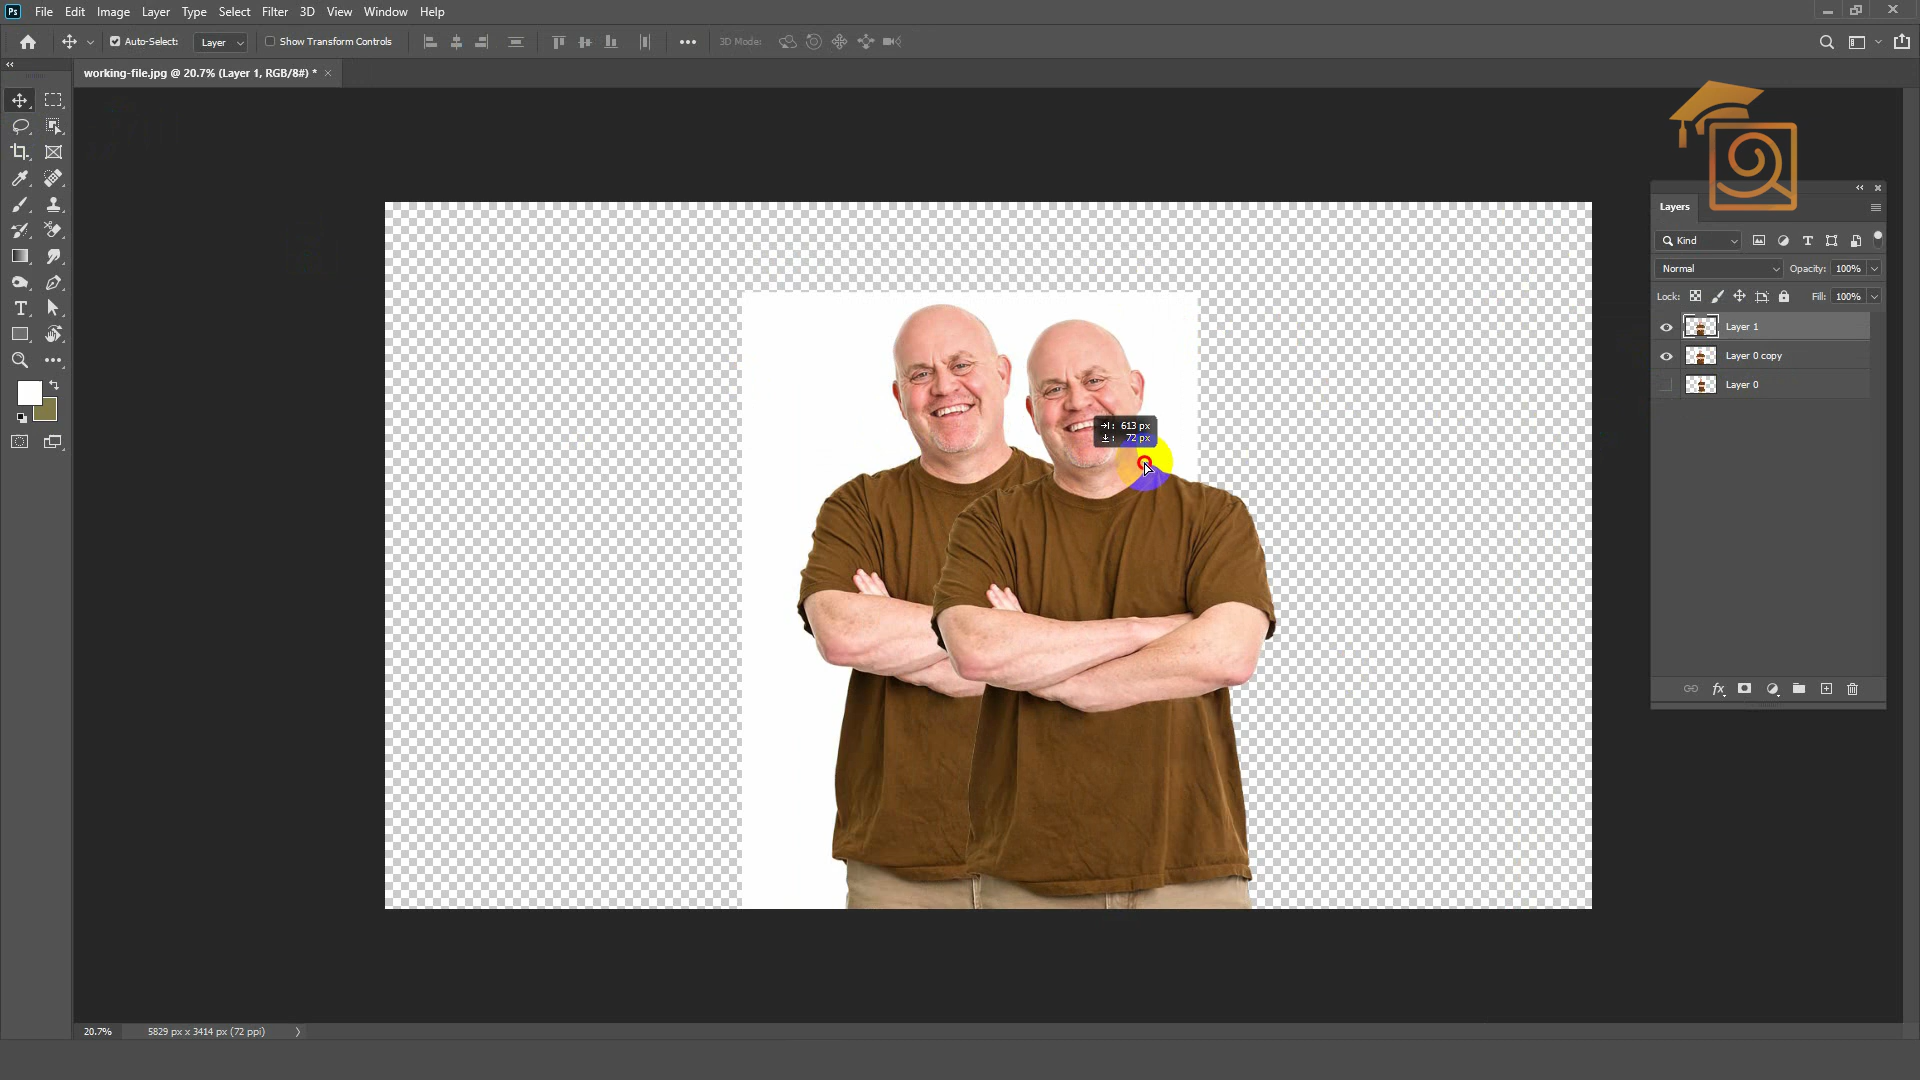 Ps File Edit Image Layer Type Select Filter 3D View Window Help
Auto-Select: Layer Show Transform Controls 3D Mode:
working-file.jpg @ 20.7% (Layer 1, RGB/8#) * ×
Layers
Kind
Normal Opacity: 100%
Lock: Fill: 100%
Layer 1
Layer 0 copy
Layer 0
fx
613 px
72 px
20.7% 5829 px x 3414 px (72 ppi)